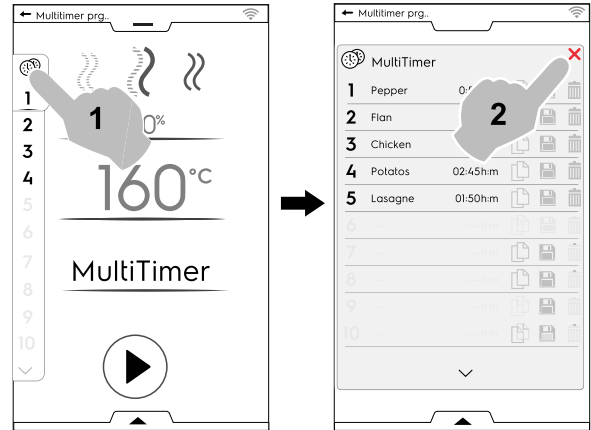 Multitimer prg..
1
1
0%
2
3
4
160°C
5
6
7
MultiTimer
8
9
10
Multitimer prg..
MultiTimer
2
1 Pepper
2 Flan
3 Chicken
4 Potatos 02:45h:m
5 Lasagne 01:50h:m
6
7
8
9
10